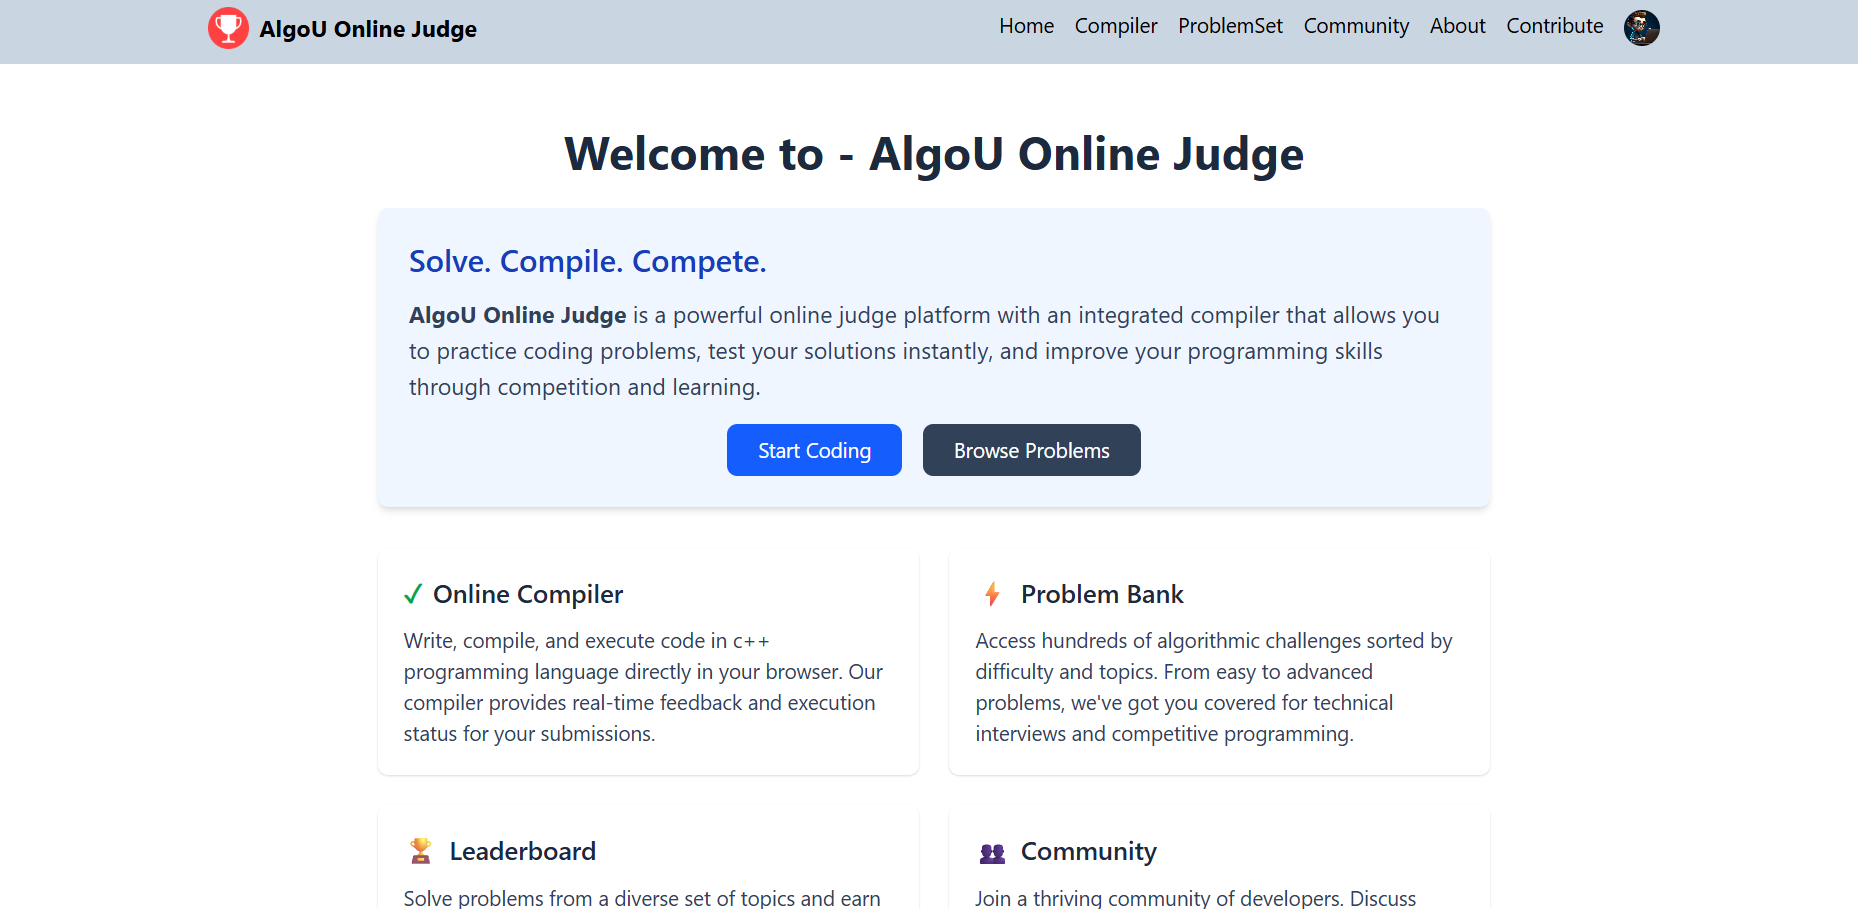 AlgoU Online Judge
Home Compiler ProblemSet Community About Contribute
Welcome to - AlgoU Online Judge
Solve. Compile. Compete.
AlgoU Online Judge is a powerful online judge platform with an integrated compiler that allows you
to practice coding problems, test your solutions instantly, and improve your programming skills
through competition and learning.
Start Coding
Browse Problems
Online Compiler
Write, compile, and execute code in c++
programming language directly in your browser. Our
compiler provides real-time feedback and execution
status for your submissions.
Problem Bank
Access hundreds of algorithmic challenges sorted by
difficulty and topics. From easy to advanced
problems, we've got you covered for technical
interviews and competitive programming.
Leaderboard
Solve problems from a diverse set of topics and earn
Community
Join a thriving community of developers. Discuss